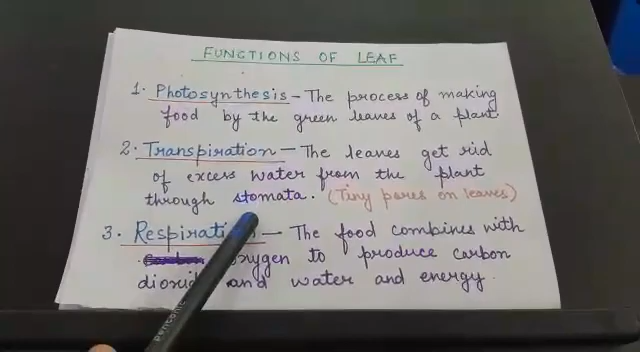 FUNCTIONS OF LEAF
1. Photosynthesis - The process of making
food by the green leaves of a plant
2. Transpiration - The leaves get rid
of excess water from the plant
through stomata. (Tiny pores on leaves)
3. Respiration - The food combines with
oxygen to produce carbon
dioxide and water and energy.